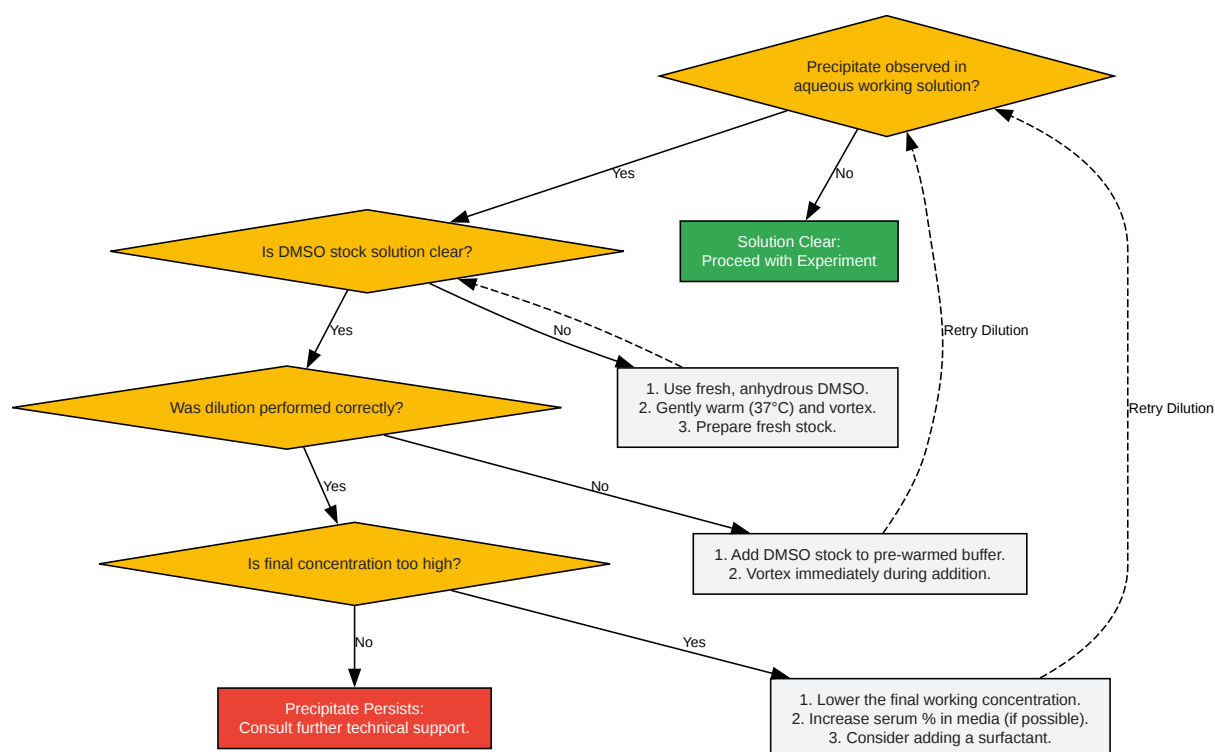 Precipitate observed in
aqueous working solution?
Yes
No
Is DMSO stock solution clear?
Solution Clear:
Proceed with Experiment
Yes
No
Retry Dilution
1. Use fresh, anhydrous DMSO.
2. Gently warm (37°C) and vortex.
3. Prepare fresh stock.
Was dilution performed correctly?
Retry Dilution
Yes
No
1. Add DMSO stock to pre-warmed buffer.
2. Vortex immediately during addition.
Is final concentration too high?
No
Yes
Precipitate Persists:
Consult further technical support.
1. Lower the final working concentration.
2. Increase serum % in media (if possible).
3. Consider adding a surfactant.